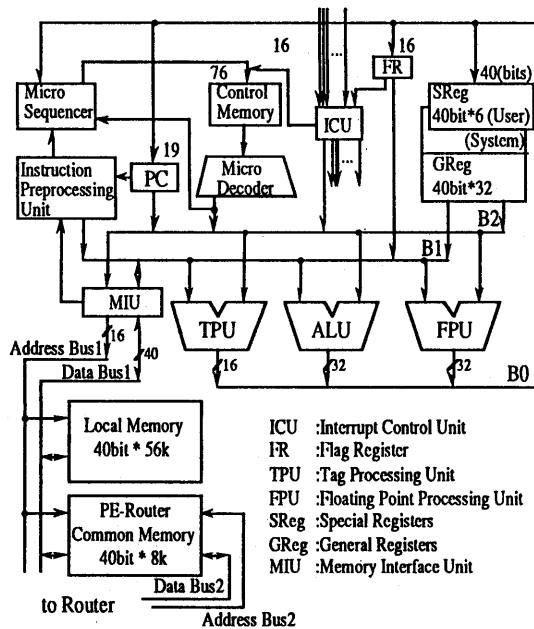 16
16
FR
76
40(bits)
Micro
Sequencer
Control
Memory
ICU
...
...
SReg
40bit*6 (User)
(System)
GReg
40bit*32
Instruction
Preprocessing
Unit
19
PC
Micro
Decoder
B2
B1
MIU
TPU
ALU
FPU
16
40
16
32
32
B0
Address Bus1
Data Bus1
Local Memory
40bit * 56k
PE-Router
Common Memory
40bit * 8k
Data Bus2
to Router
Address Bus2
ICU :Interrupt Control Unit
FR :Flag Register
TPU :Tag Processing Unit
FPU :Floating Point Processing Unit
SReg :Special Registers
GReg :General Registers
MIU :Memory Interface Unit